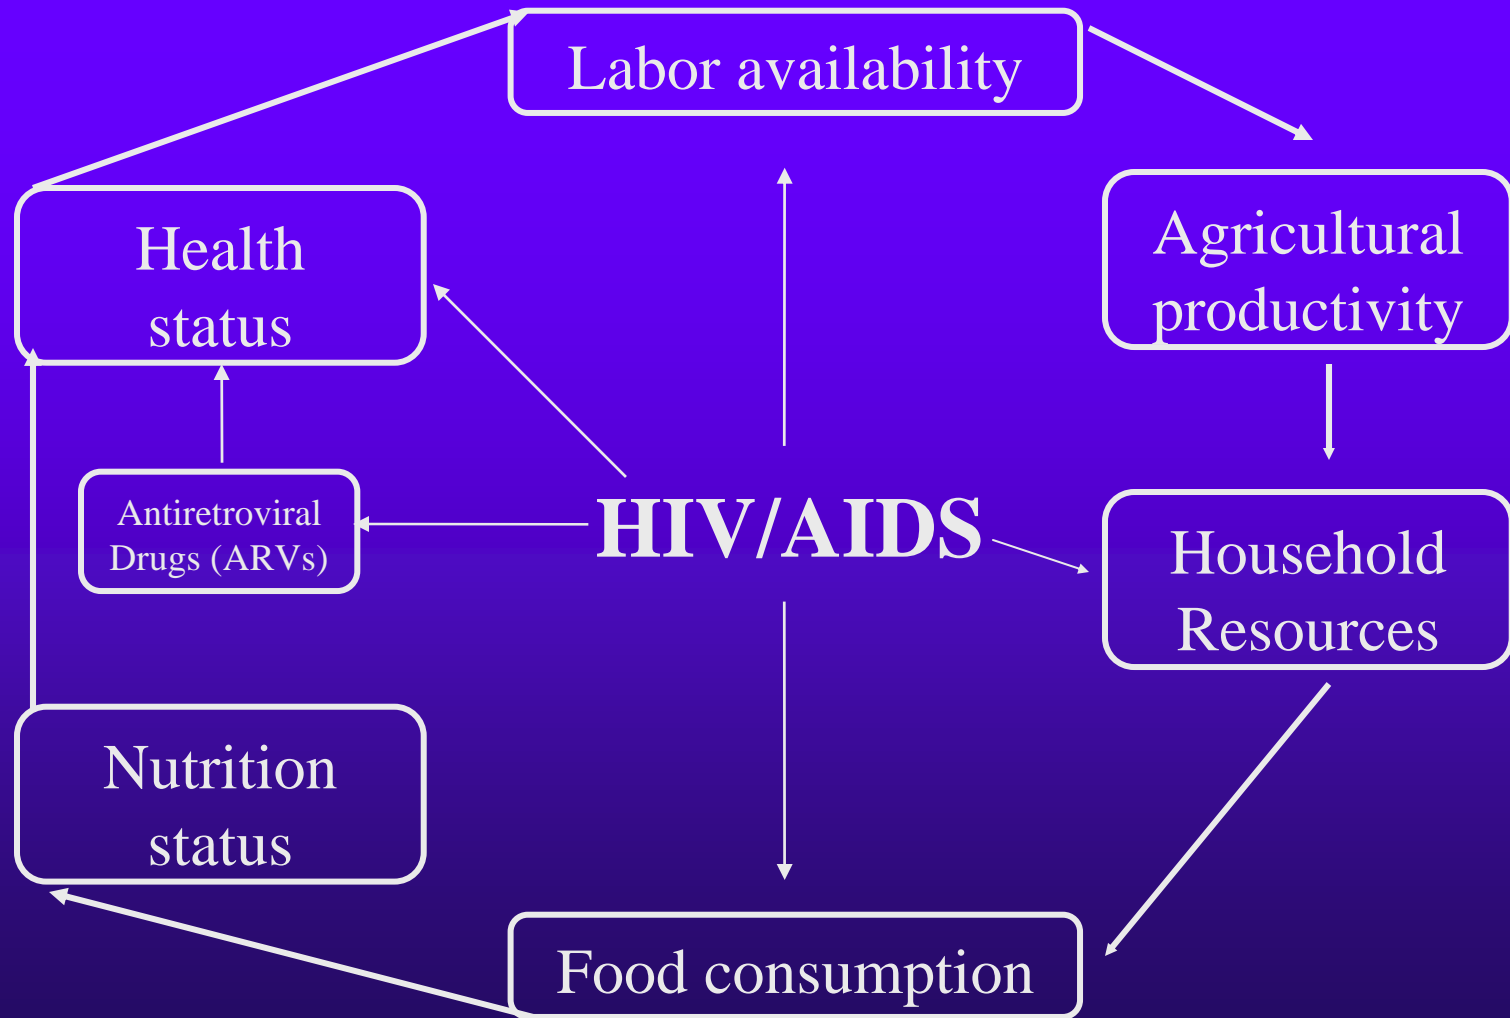 Labor availability
Health
status
Agricultural
productivity
Antiretroviral
Drugs (ARVs)
HIV/AIDS
Household
Resources
Nutrition
status
Food consumption